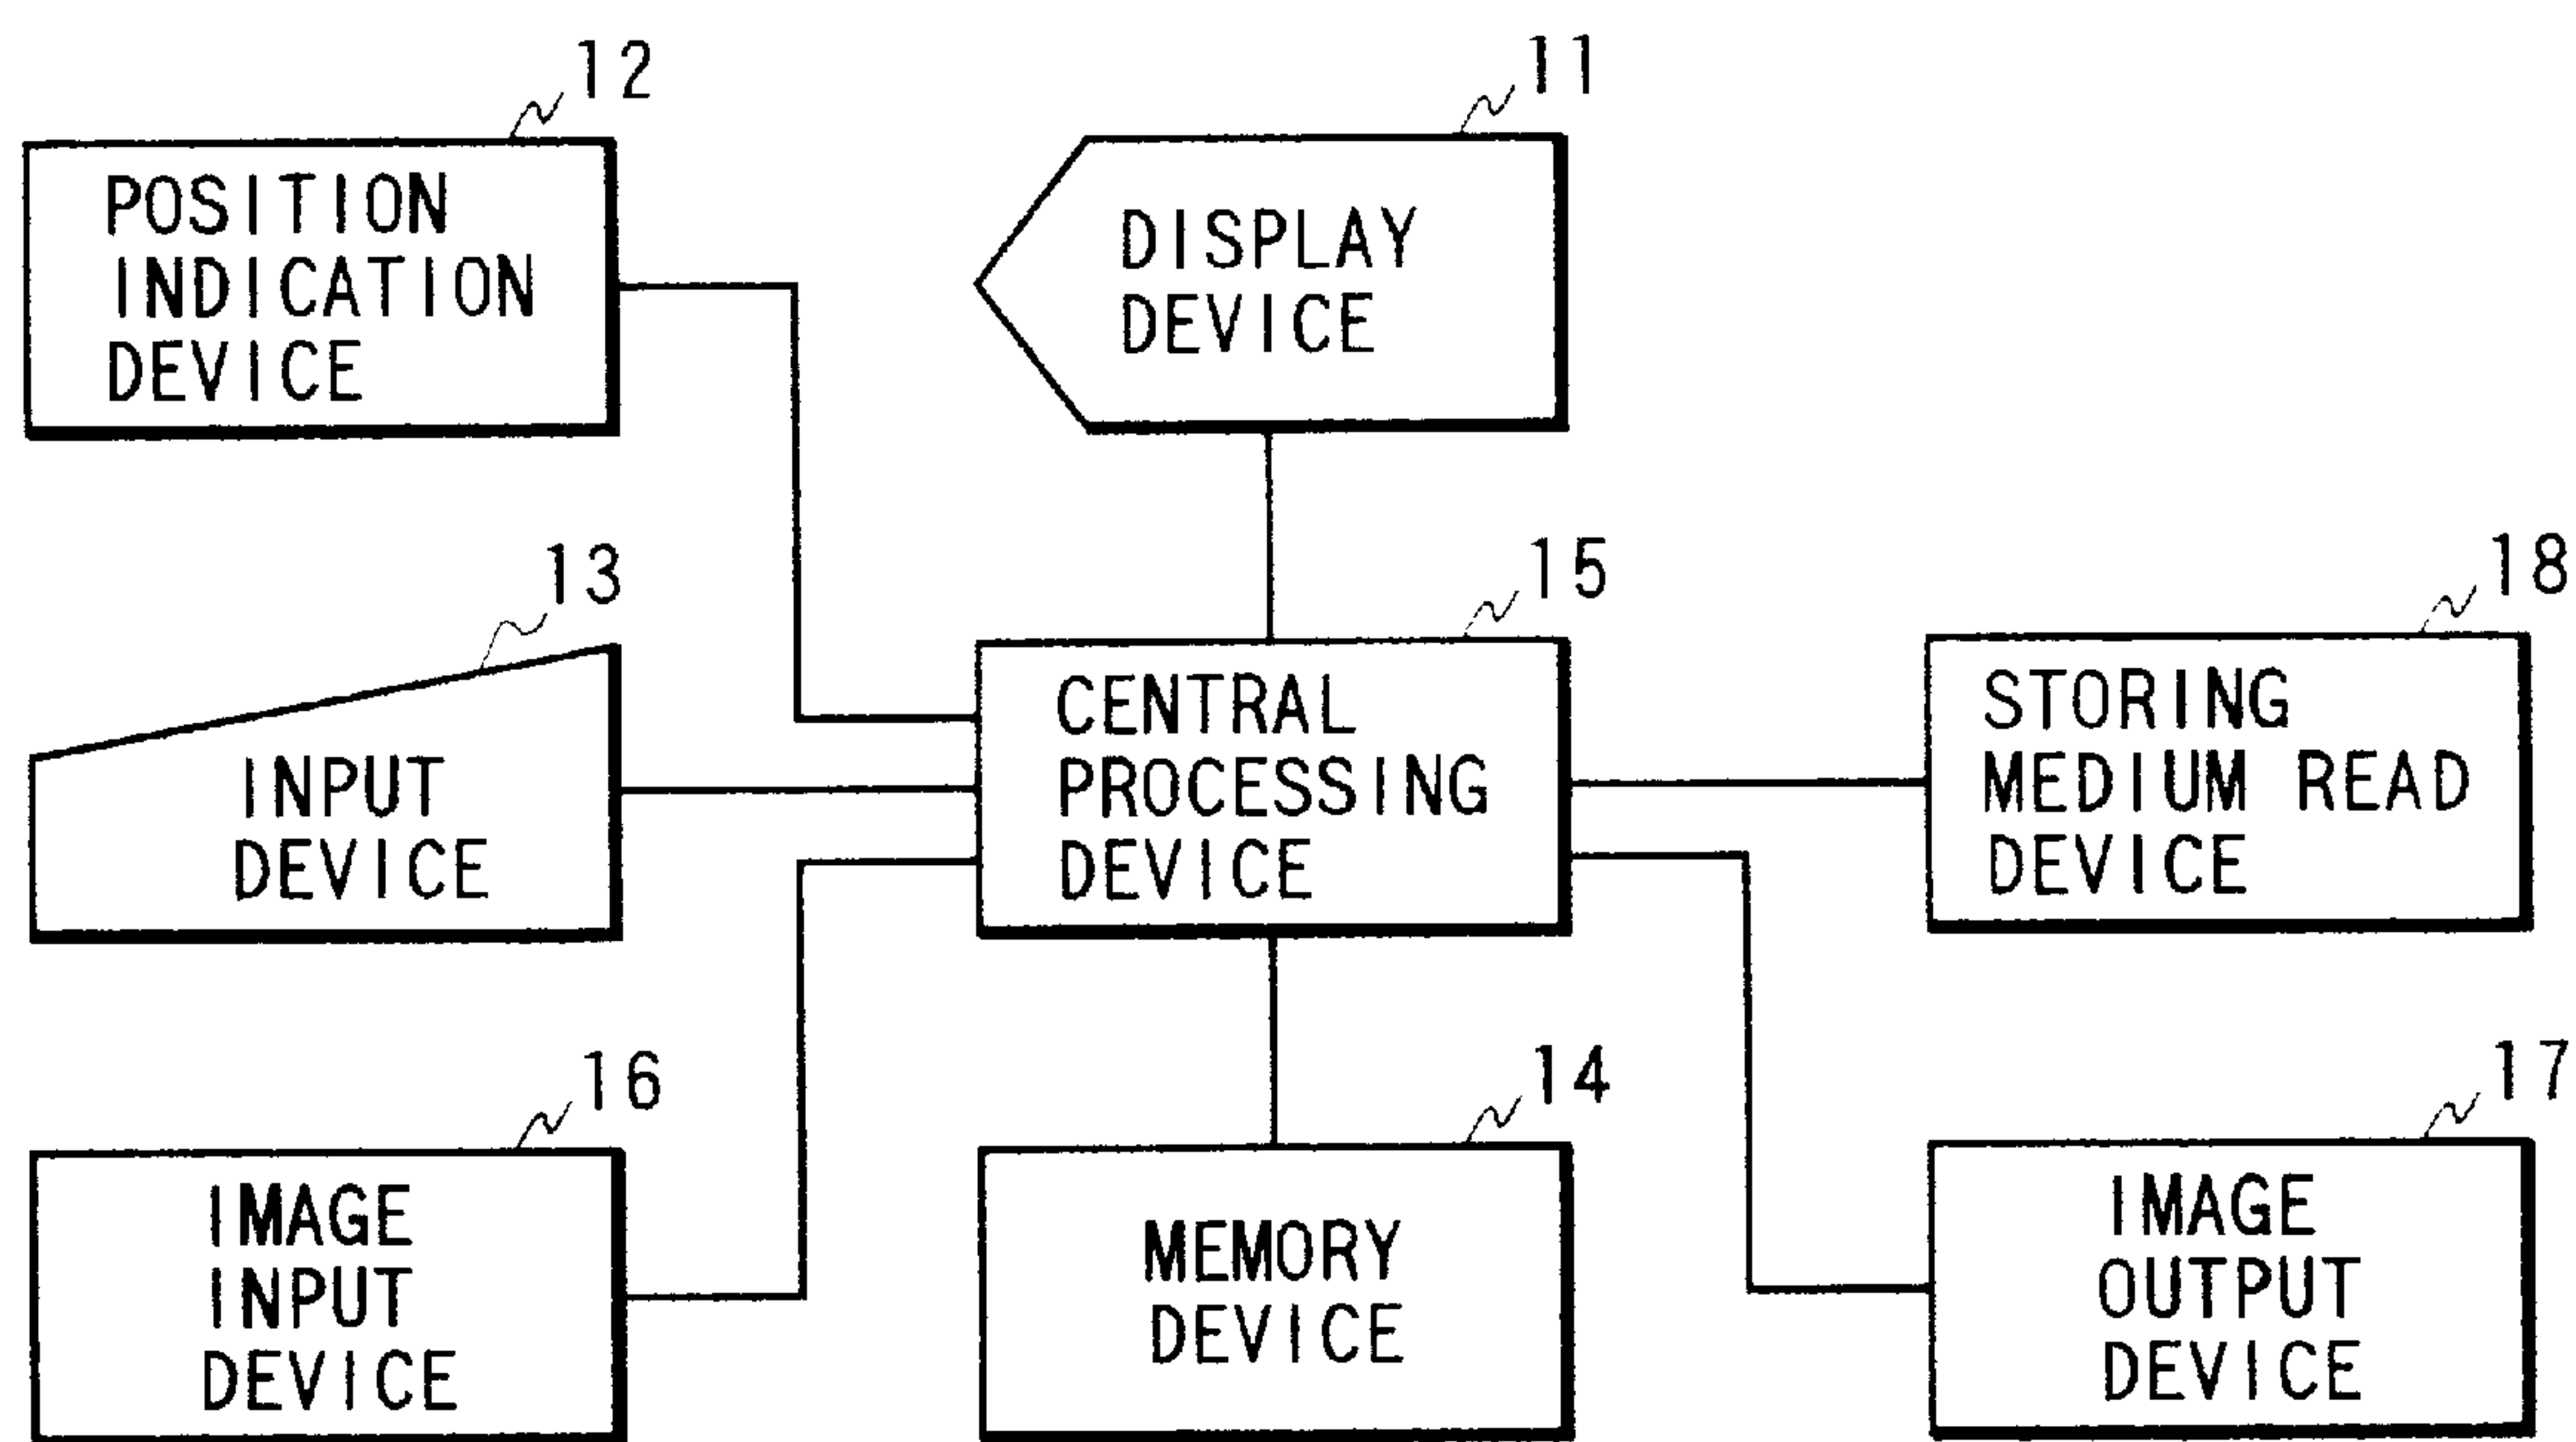 12
POSITION
INDICATION
DEVICE
11
DISPLAY
DEVICE
13
INPUT
DEVICE
15
CENTRAL
PROCESSING
DEVICE
18
STORING
MEDIUM READ
DEVICE
16
IMAGE
INPUT
DEVICE
14
MEMORY
DEVICE
17
IMAGE
OUTPUT
DEVICE